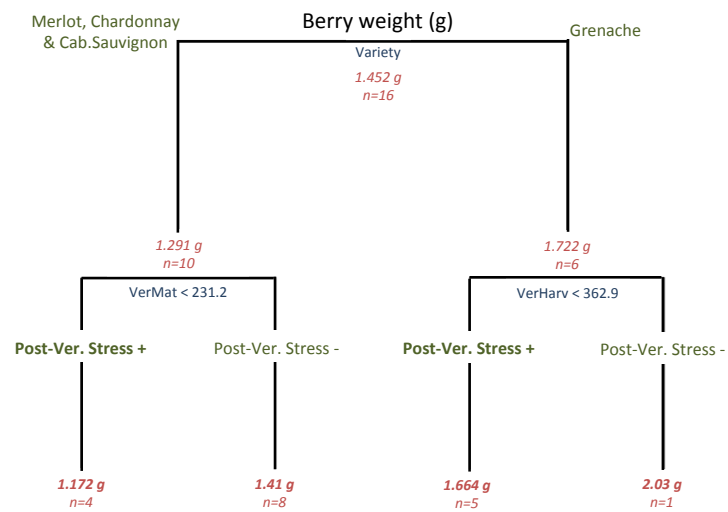 Berry weight (g)
Merlot, Chardonnay
& Cab.Sauvignon
Grenache
Variety
1.452 g
n=16
1.291 g
n=10
1.722 g
n=6
VerMat < 231.2
VerHarv < 362.9
Post-Ver. Stress +
Post-Ver. Stress -
Post-Ver. Stress +
Post-Ver. Stress -
1.172 g
n=4
1.41 g
n=8
1.664 g
n=5
2.03 g
n=1